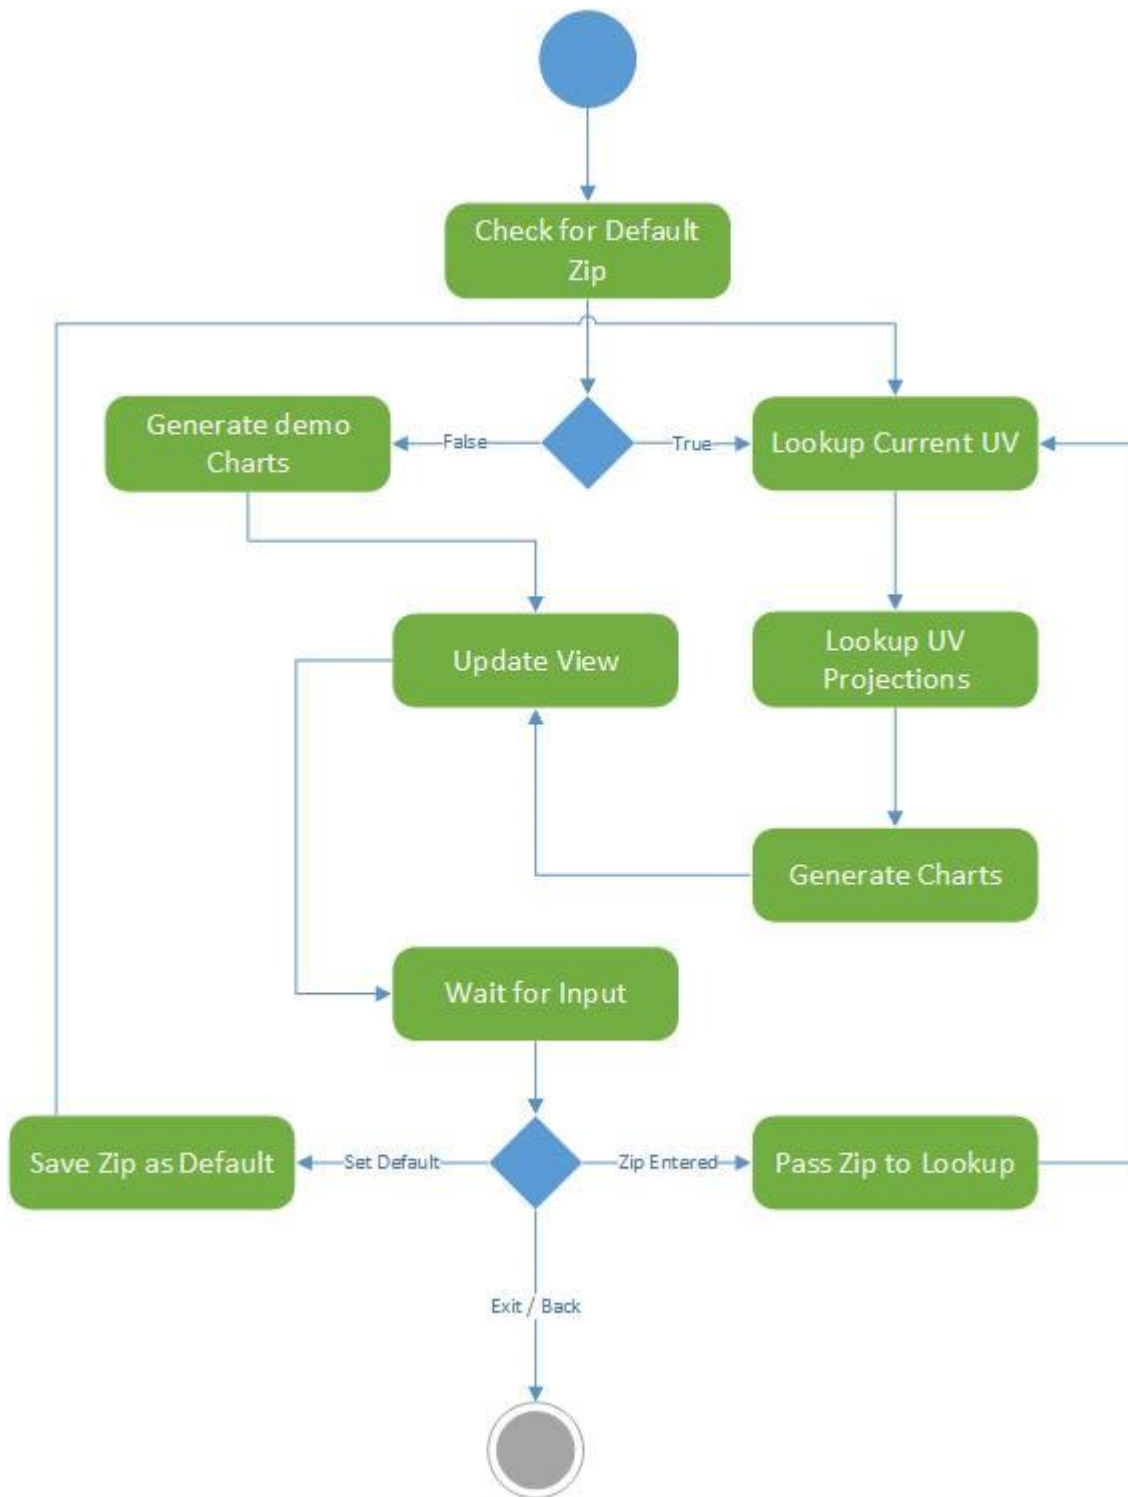 Check for Default
Zip
Generate demo
Charts
False
True
Lookup Current UV
Update View
Lookup UV
Projections
Generate Charts
Wait for Input
Save Zip as Default
Set Default
Zip Entered
Pass Zip to Lookup
Exit / Back